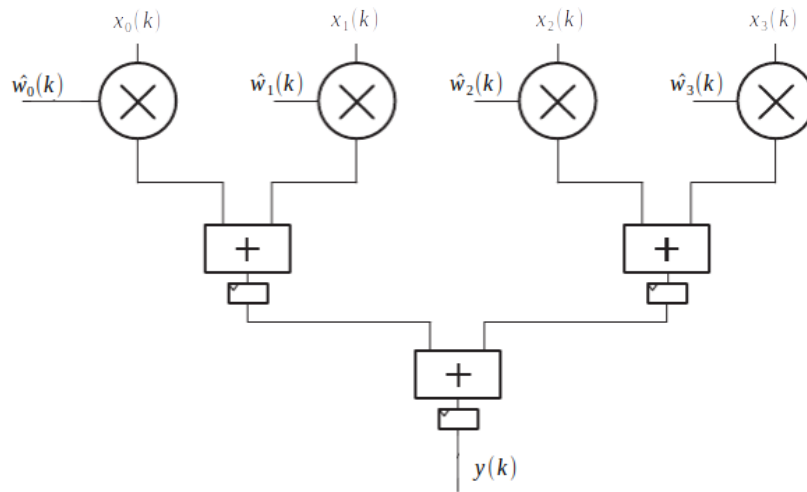 x₀(k) x₁(k) x₂(k) x₃(k)
ŵ₀(k) ŵ₁(k) ŵ₂(k) ŵ₃(k)
+ +
+
y(k)